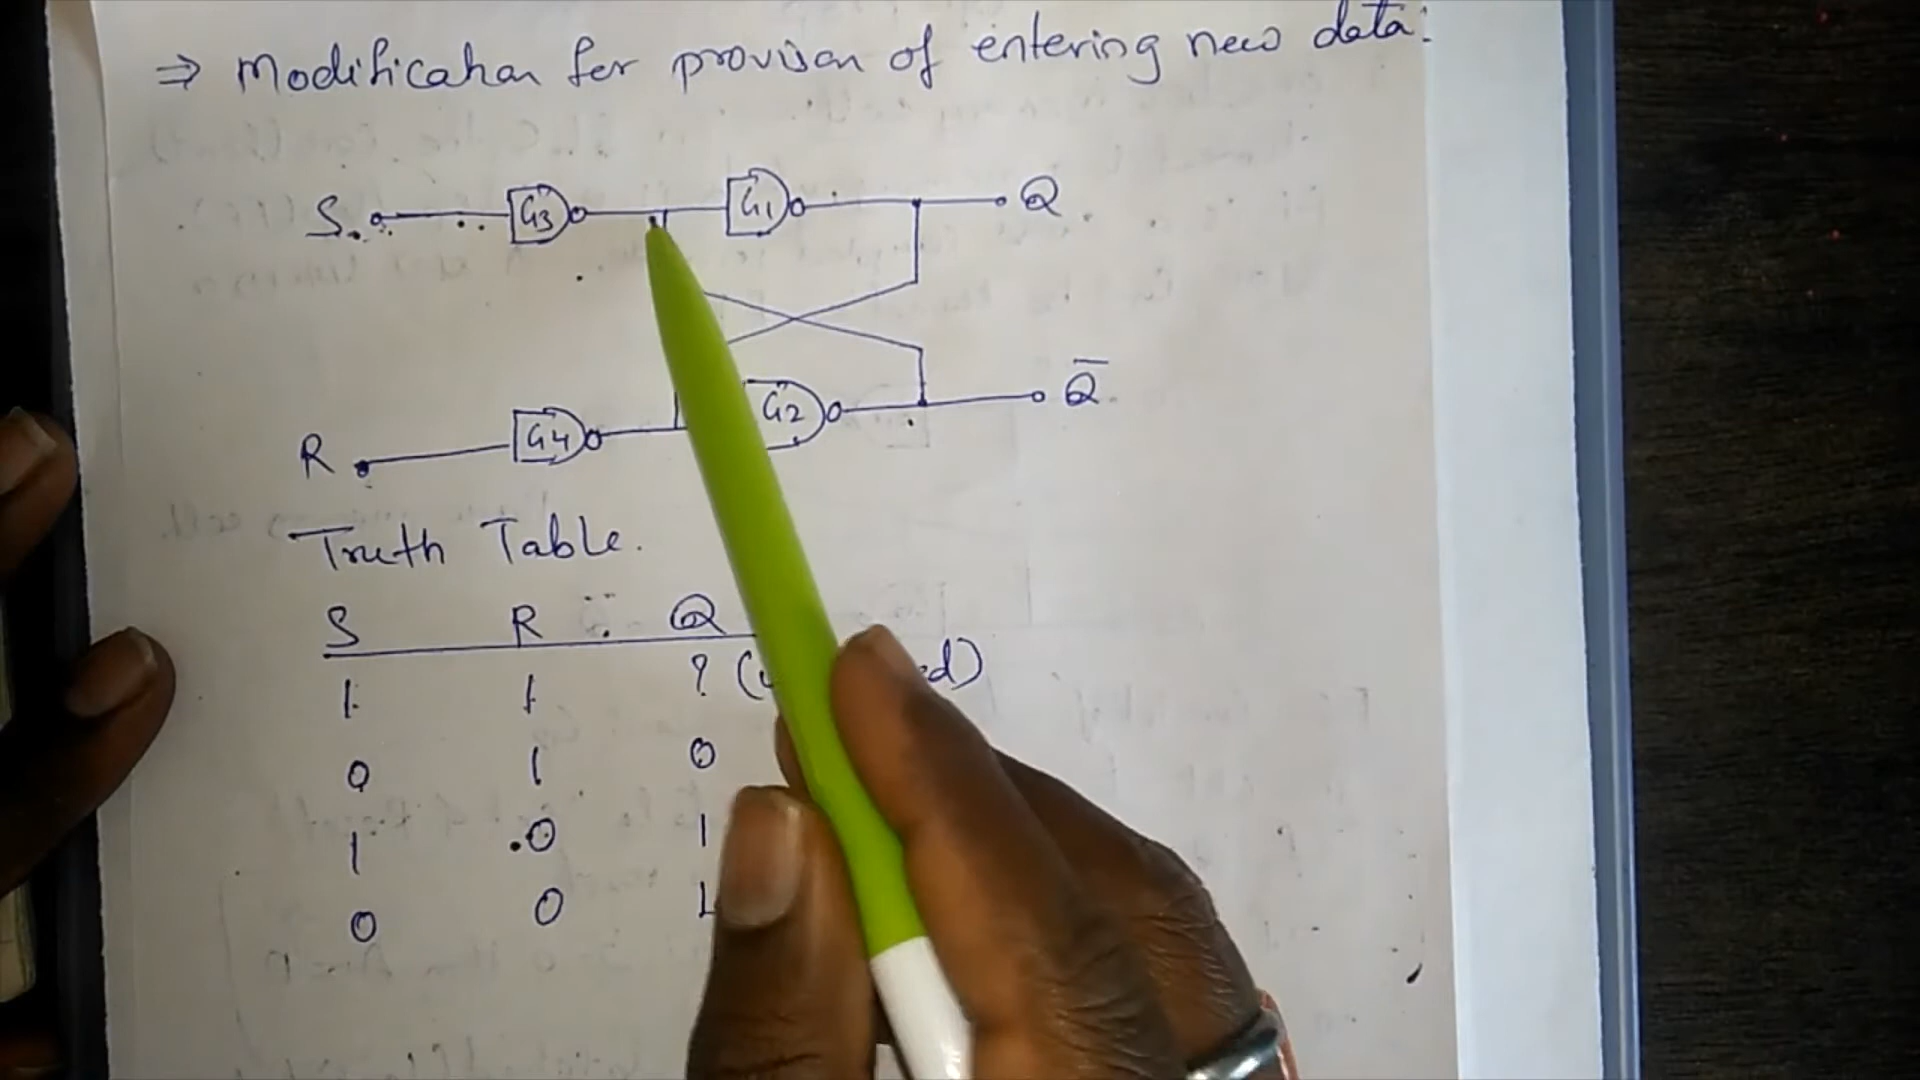 ⇒ Modification for provision of entering new data:
S G3 G1 Q
R G4 G2 Q̅
Truth Table.
S R Q
1 1 ? (
0 1 0
1 0 1
0 0 1